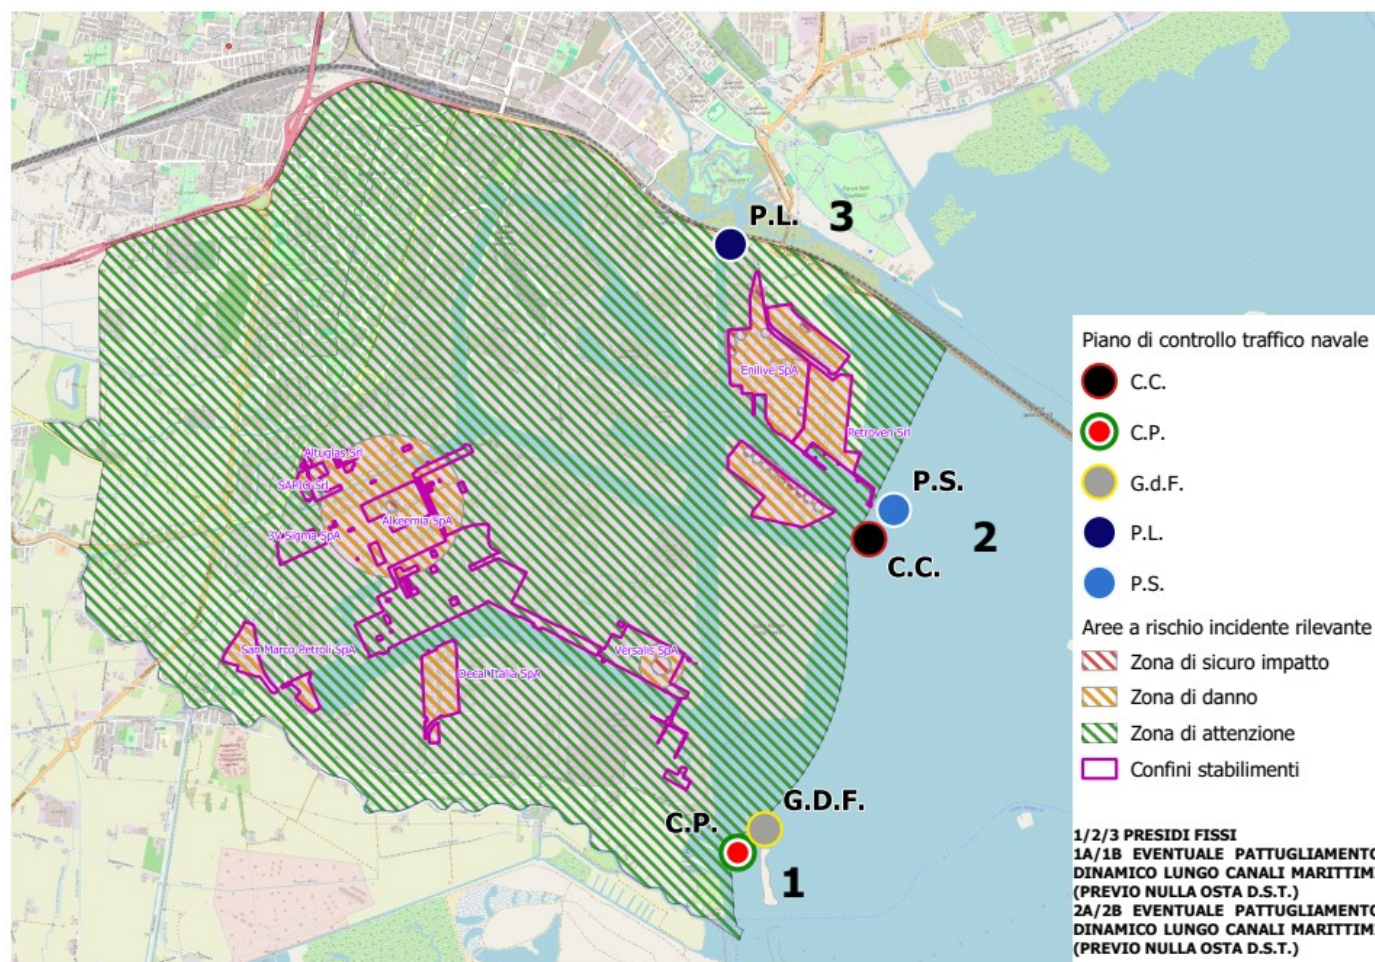 P.L.
3
Enilive SpA
Petroven Srl
Altuglas Srl
SAPIO Srl
P.S.
Alkeemia SpA
3V Sigma SpA
2
C.C.
San Marco Petroli SpA
Versalis SpA
Decal Italia SpA
G.D.F.
C.P.
1
Piano di controllo traffico navale
C.C.
C.P.
G.d.F.
P.L.
P.S.
Aree a rischio incidente rilevante
Zona di sicuro impatto
Zona di danno
Zona di attenzione
Confini stabilimenti
1/2/3 PRESIDI FISSI
1A/1B EVENTUALE PATTUGLIAMENTO
DINAMICO LUNGO CANALI MARITTIMI
(PREVIO NULLA OSTA D.S.T.)
2A/2B EVENTUALE PATTUGLIAMENTO
DINAMICO LUNGO CANALI MARITTIMI
(PREVIO NULLA OSTA D.S.T.)